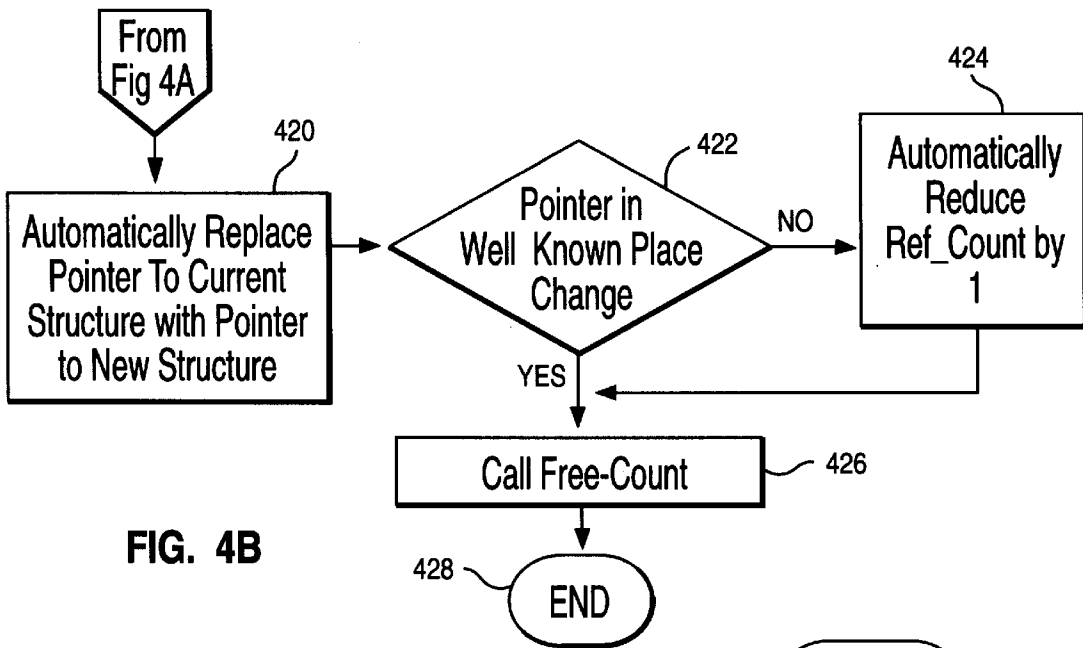 From
Fig 4A
420
Automatically Replace
Pointer To Current
Structure with Pointer
to New Structure
422
Pointer in
Well Known Place
Change
NO
YES
424
Automatically
Reduce
Ref_Count by
1
Call Free-Count
426
FIG. 4B
428
END